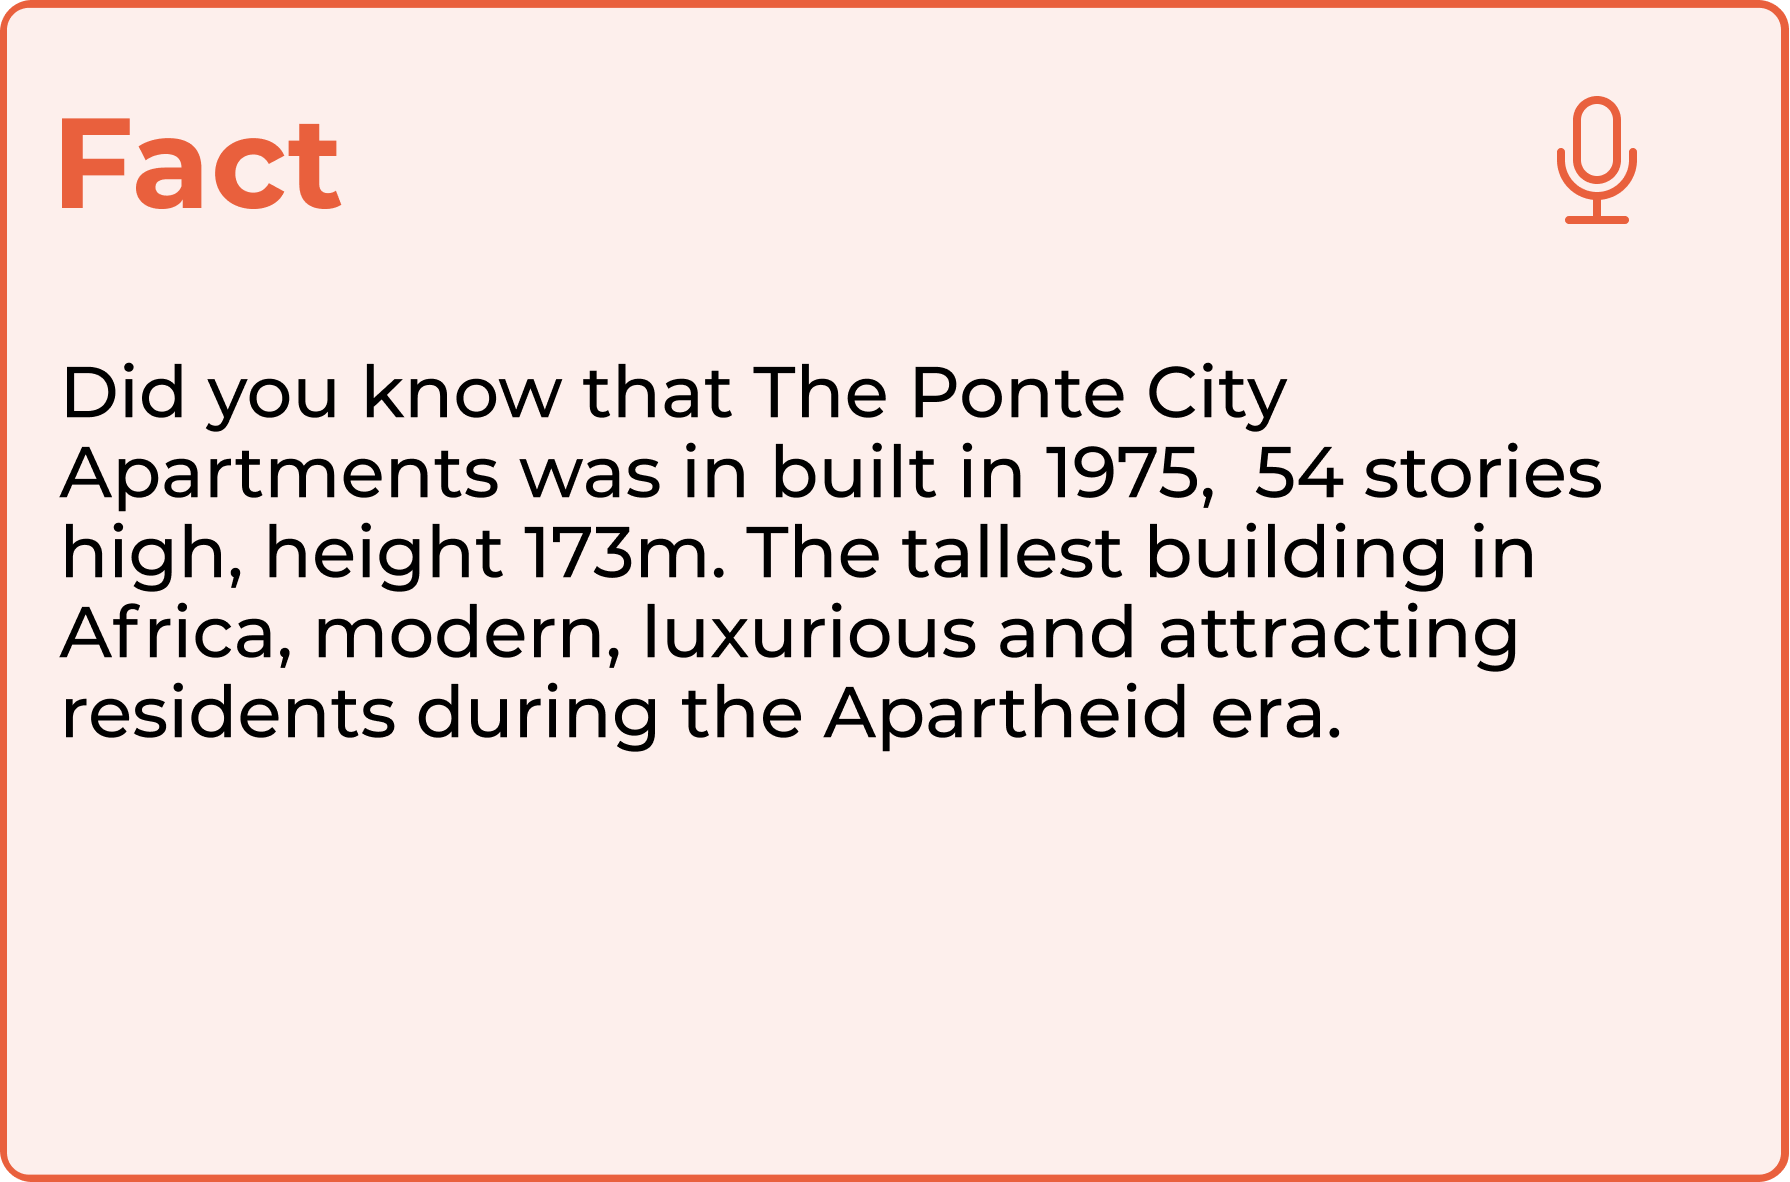 Fact
Did you know that The Ponte City
Apartments was in built in 1975,  54 stories
high, height 173m. The tallest building in
Africa, modern, luxurious and attracting
residents during the Apartheid era.